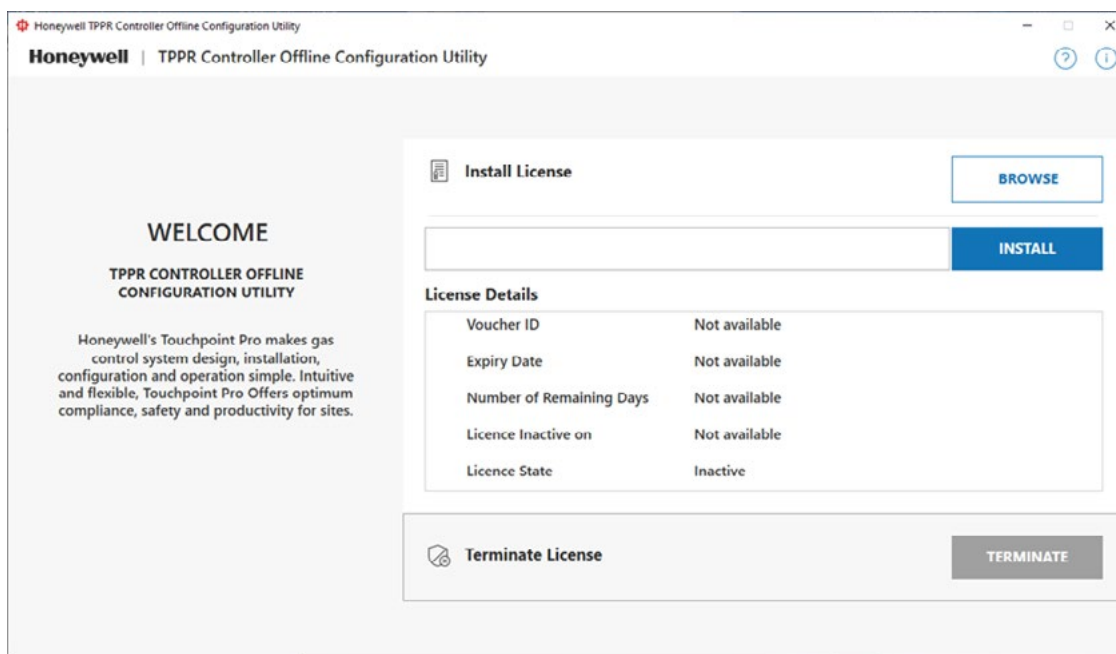 Honeywell TPPR Controller Offline Configuration Utility
Honeywell | TPPR Controller Offline Configuration Utility
WELCOME
TPPR CONTROLLER OFFLINE
CONFIGURATION UTILITY
Honeywell's Touchpoint Pro makes gas
control system design, installation,
configuration and operation simple. Intuitive
and flexible, Touchpoint Pro Offers optimum
compliance, safety and productivity for sites.
Install License
BROWSE
INSTALL
License Details
Voucher ID Not available
Expiry Date Not available
Number of Remaining Days Not available
Licence Inactive on Not available
Licence State Inactive
Terminate License
TERMINATE